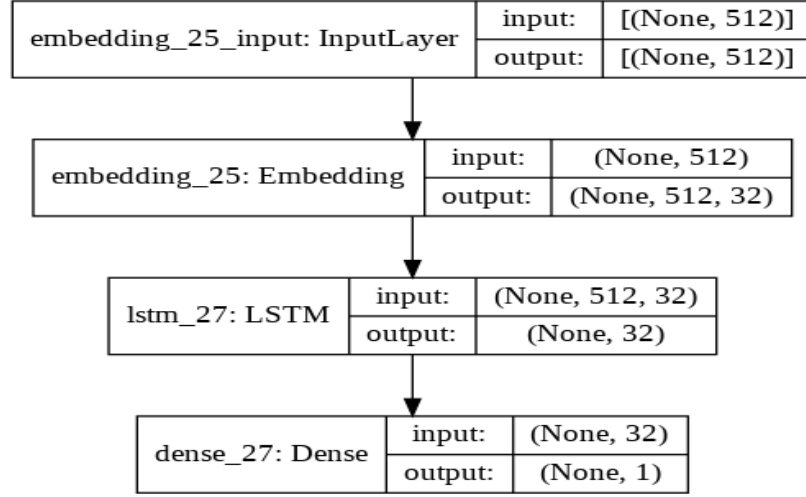 embedding_25_input: InputLayer
input: [(None, 512)]
output: [(None, 512)]
embedding_25: Embedding
input: (None, 512)
output: (None, 512, 32)
lstm_27: LSTM
input: (None, 512, 32)
output: (None, 32)
dense_27: Dense
input: (None, 32)
output: (None, 1)